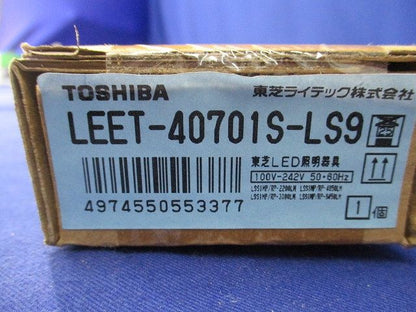 TOSHIBA 東芝ライテック株式会社
LEET-40701S-LS9
東芝LED照明器具
100V-242V 50-60Hz
4974550553377
1個